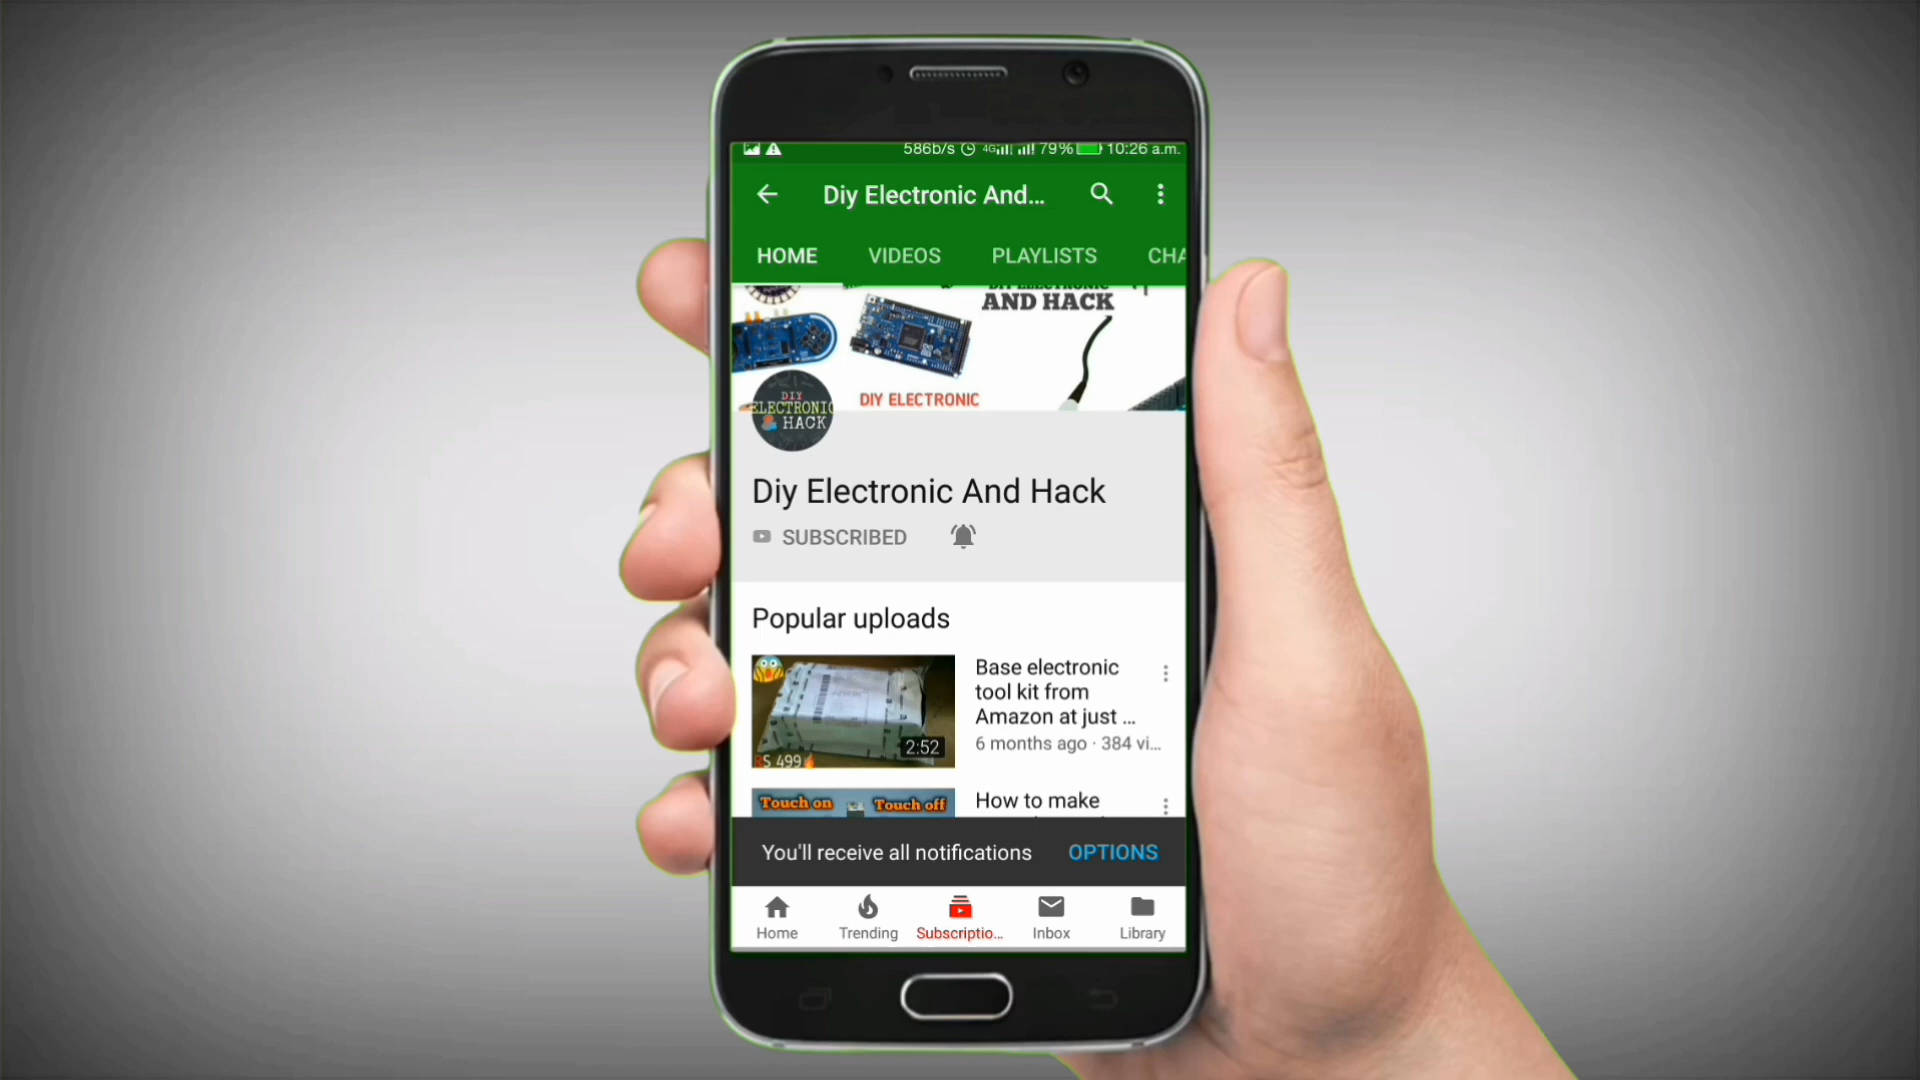 586b/s 4G 79% 10:26 a.m.
Diy Electronic And...
HOME VIDEOS PLAYLISTS CHA
DIY ELECTRONIC
AND HACK
DIY ELECTRONIC
DIY
ELECTRONIC
HACK
Diy Electronic And Hack
SUBSCRIBED
Popular uploads
Base electronic
tool kit from
Amazon at just ...
6 months ago · 384 vi...
2:52
RS 499
Touch on Touch off
How to make
You'll receive all notifications OPTIONS
Home Trending Subscriptio... Inbox Library